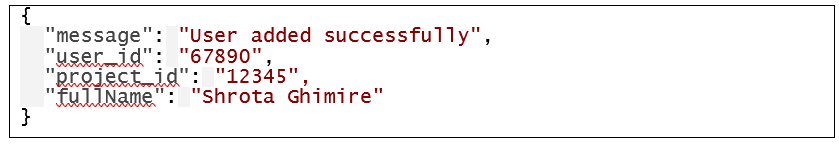 {
"message": "User added successfully",
"user_id": "67890",
"project_id": "12345",
"fullName": "Shrota Ghimire"
}